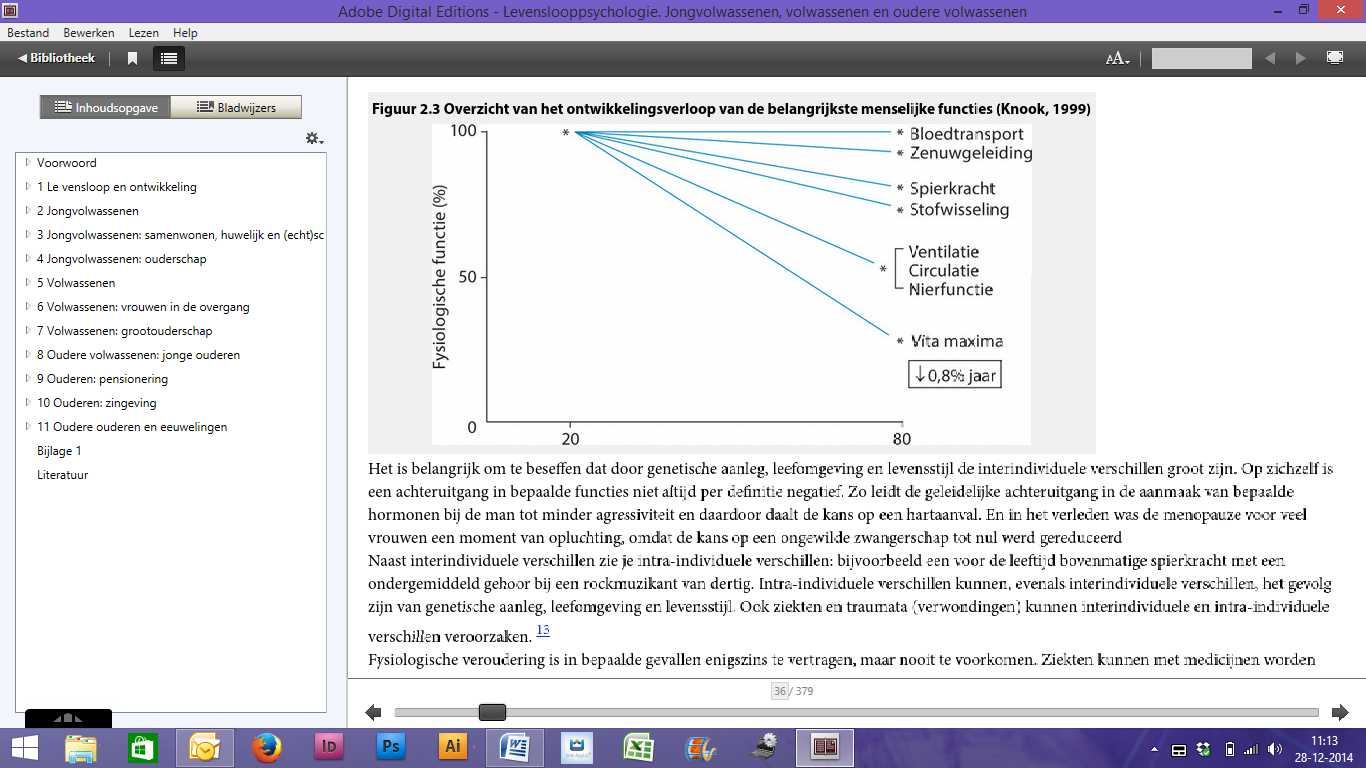 Adobe Digital Editions - Levenslooppsychologie. Jongvolwassenen, volwassenen en oudere volwassenen
Bestand Bewerken Lezen Help
Bibliotheek
AA
Inhoudsopgave Bladwijzers
Voorwoord
1 Le vensloop en ontwikkeling
2 Jongvolwassenen
3 Jongvolwassenen: samenwonen, huwelijk en (echt)sc
4 Jongvolwassenen: ouderschap
5 Volwassenen
6 Volwassenen: vrouwen in de overgang
7 Volwassenen: grootouderschap
8 Oudere volwassenen: jonge ouderen
9 Ouderen: pensionering
10 Ouderen: zingeving
11 Oudere ouderen en eeuwelingen
Bijlage 1
Literatuur
Figuur 2.3 Overzicht van het ontwikkelingsverloop van de belangrijkste menselijke functies (Knook, 1999)
Fysiologische functie (%)
100
50
0
20
80
* Bloedtransport
* Zenuwgeleiding
* Spierkracht
* Stofwisseling
* Ventilatie
Circulatie
Nierfunctie
* Vita maxima
↓0,8% jaar
Het is belangrijk om te beseffen dat door genetische aanleg, leefomgeving en levensstijl de interindividuele verschillen groot zijn. Op zichzelf is
een achteruitgang in bepaalde functies niet altijd per definitie negatief. Zo leidt de geleidelijke achteruitgang in de aanmaak van bepaalde
hormonen bij de man tot minder agressiviteit en daardoor daalt de kans op een hartaanval. En in het verleden was de menopauze voor veel
vrouwen een moment van opluchting, omdat de kans op een ongewilde zwangerschap tot nul werd gereduceerd
Naast interindividuele verschillen zie je intra-individuele verschillen: bijvoorbeeld een voor de leeftijd bovenmatige spierkracht met een
ondergemiddeld gehoor bij een rockmuzikant van dertig. Intra-individuele verschillen kunnen, evenals interindividuele verschillen, het gevolg
zijn van genetische aanleg, leefomgeving en levensstijl. Ook ziekten en traumata (verwondingen) kunnen interindividuele en intra-individuele
verschillen veroorzaken. 13
Fysiologische veroudering is in bepaalde gevallen enigszins te vertragen, maar nooit te voorkomen. Ziekten kunnen met medicijnen worden
36 / 379
Id Ps Ai
11:13
28-12-2014